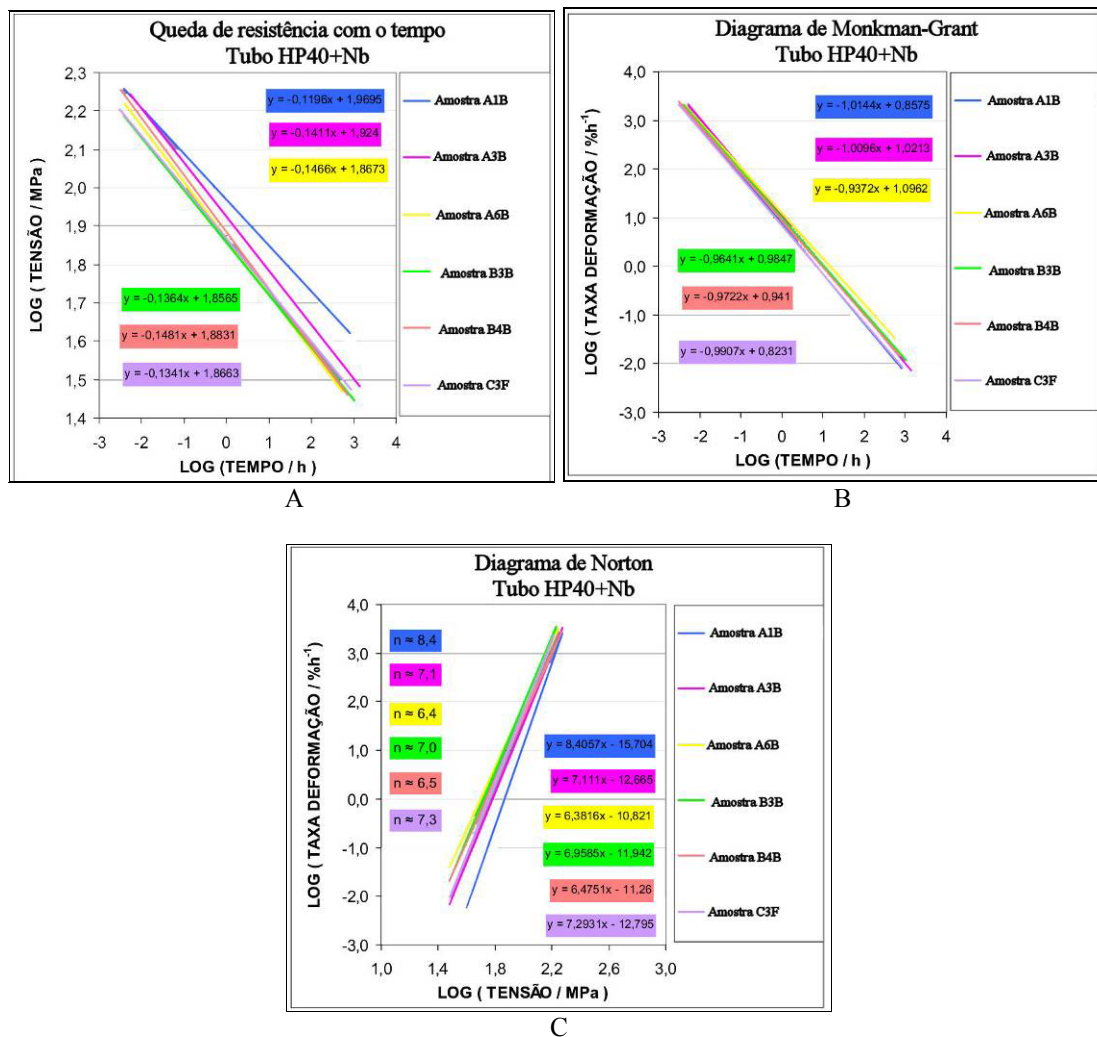 Queda de resistência com o tempo
Tubo HP40+Nb
LOG ( TENSÃO / MPa)
2,3
2,2
2,1
2,0
1,9
1,8
1,7
1,6
1,5
1,4
-3 -2 -1 0 1 2 3 4
LOG (TEMPO / h )
y = -0,1196x + 1,9695
y = -0,1411x + 1,924
y = -0,1466x + 1,8673
y = -0,1364x + 1,8565
y = -0,1481x + 1,8831
y = -0,1341x + 1,8663
Amostra A1B
Amostra A3B
Amostra A6B
Amostra B3B
Amostra B4B
Amostra C3F
A
Diagrama de Monkman-Grant
Tubo HP40+Nb
LOG ( TAXA DEFORMAÇÃO / %h-1)
4,0
3,0
2,0
1,0
0,0
-1,0
-2,0
-3,0
-3 -2 -1 0 1 2 3 4
LOG (TEMPO / h )
y = -1,0144x + 0,8575
y = -1,0096x + 1,0213
y = -0,9372x + 1,0962
y = -0,9641x + 0,9847
y = -0,9722x + 0,941
y = -0,9907x + 0,8231
Amostra A1B
Amostra A3B
Amostra A6B
Amostra B3B
Amostra B4B
Amostra C3F
B
Diagrama de Norton
Tubo HP40+Nb
LOG ( TAXA DEFORMAÇÃO / %h-1)
4,0
3,0
2,0
1,0
0,0
-1,0
-2,0
-3,0
1,0 1,4 1,8 2,2 2,6 3,0
LOG ( TENSÃO / MPa )
n ≈ 8,4
n ≈ 7,1
n ≈ 6,4
n ≈ 7,0
n ≈ 6,5
n ≈ 7,3
y = 8,4057x - 15,704
y = 7,111x - 12,665
y = 6,3816x - 10,821
y = 6,9585x - 11,942
y = 6,4751x - 11,26
y = 7,2931x - 12,795
Amostra A1B
Amostra A3B
Amostra A6B
Amostra B3B
Amostra B4B
Amostra C3F
C